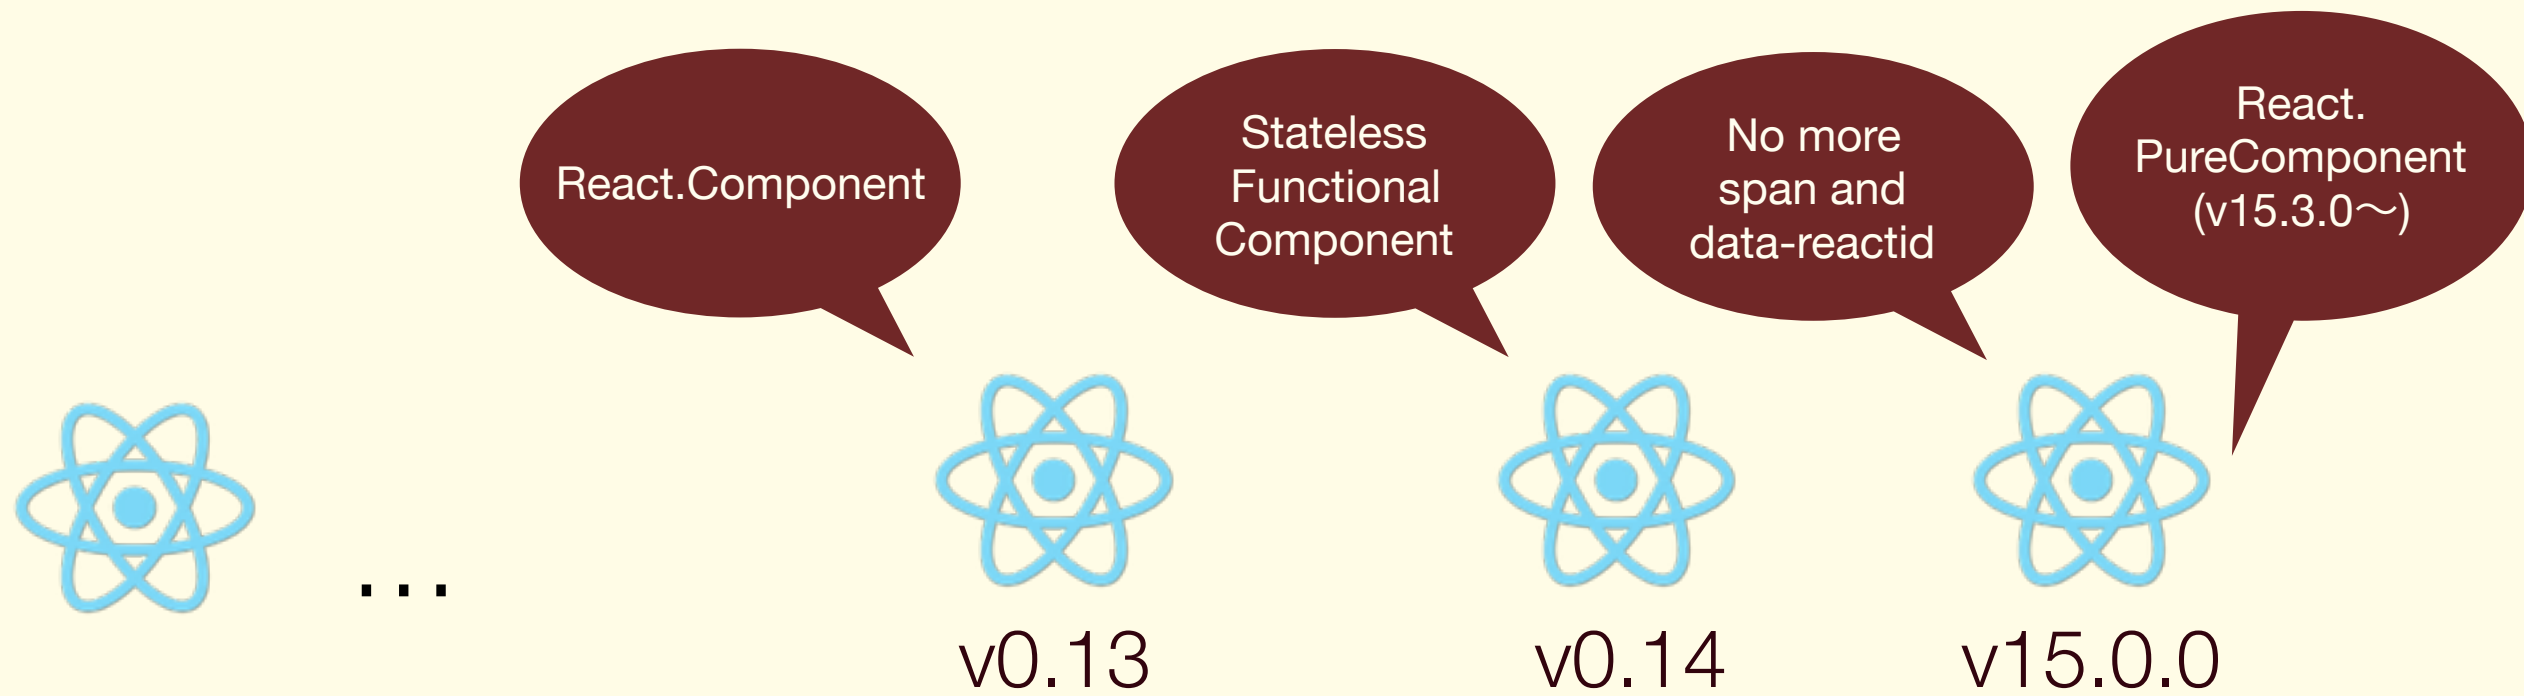 React.Component
Stateless
Functional
Component
No more
span and
data-reactid
React.
PureComponent
(v15.3.0〜)
...
v0.13
v0.14
v15.0.0